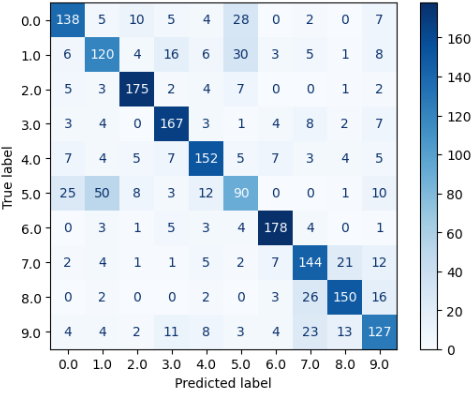 0.0 138 5 10 5 4 28 0 2 0 7
1.0 6 120 4 16 6 30 3 5 1 8
2.0 5 3 175 2 4 7 0 0 1 2
3.0 3 4 0 167 3 1 4 8 2 7
4.0 7 4 5 7 152 5 7 3 4 5
5.0 25 50 8 3 12 90 0 0 1 10
6.0 0 3 1 5 3 4 178 4 0 1
7.0 2 4 1 1 5 2 7 144 21 12
8.0 0 2 0 0 2 0 3 26 150 16
9.0 4 4 2 11 8 3 4 23 13 127
0.0 1.0 2.0 3.0 4.0 5.0 6.0 7.0 8.0 9.0
Predicted label
True label
160
140
120
100
80
60
40
20
0